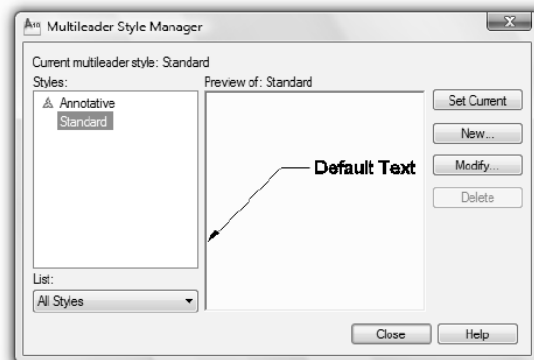 Multileader Style Manager
Current multileader style: Standard
Styles:
Annotative
Standard
List:
All Styles
Preview of: Standard
Default Text
Set Current
New...
Modify...
Delete
Close
Help